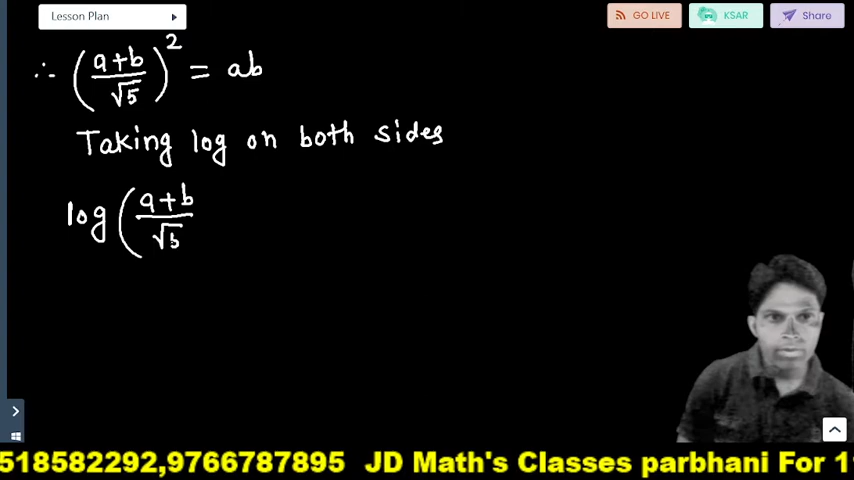 Lesson Plan
GO LIVE
KSAR
Share
∴ ((a+b)/√5)² = ab
Taking log on both sides
log ((a+b)/√5
518582292,9766787895 JD Math's Classes parbhani For 1